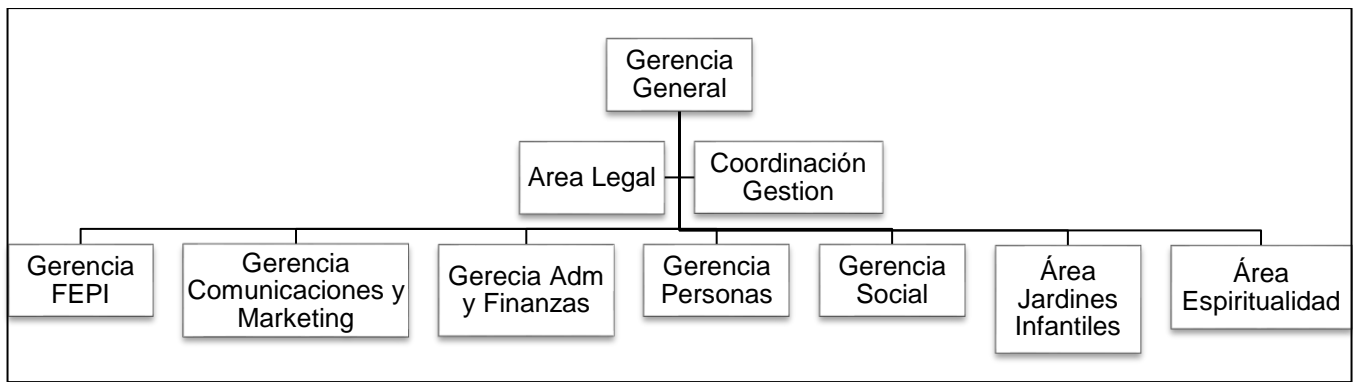 Gerencia
General
Area Legal
Coordinación
Gestion
Gerencia
FEPI
Gerencia
Comunicaciones y
Marketing
Gerecia Adm
y Finanzas
Gerencia
Personas
Gerencia
Social
Área
Jardines
Infantiles
Área
Espiritualidad